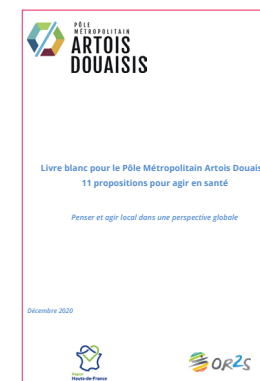 PÔLE
MÉTROPOLITAIN
ARTOIS
DOUAISIS
Livre blanc pour le Pôle Métropolitain Artois Douai
11 propositions pour agir en santé
Penser et agir local dans une perspective globale
Décembre 2020
Région
Hauts-de-France
OR2S